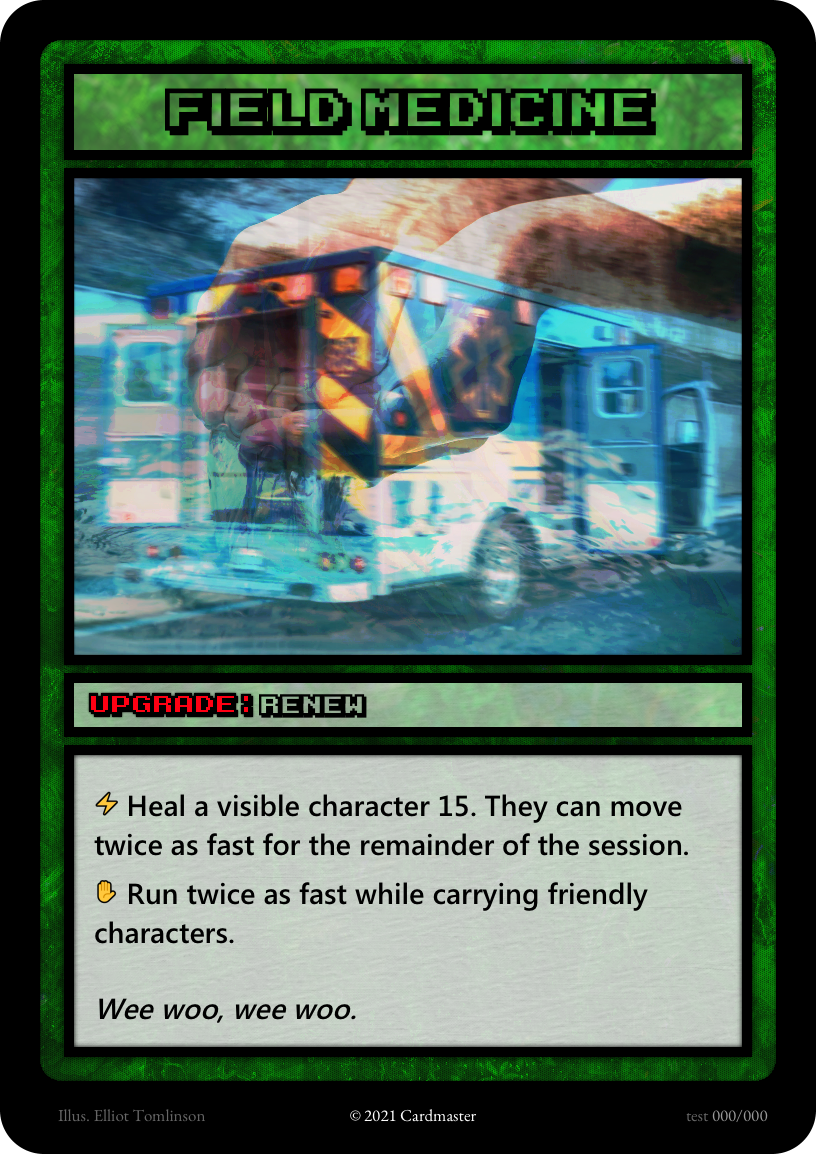 FIELD MEDICINE
UPGRADE: RENEW
⚡ Heal a visible character 15. They can move
twice as fast for the remainder of the session.
✋ Run twice as fast while carrying friendly
characters.
Wee woo, wee woo.
Illus. Elliot Tomlinson © 2021 Cardmaster test 000/000